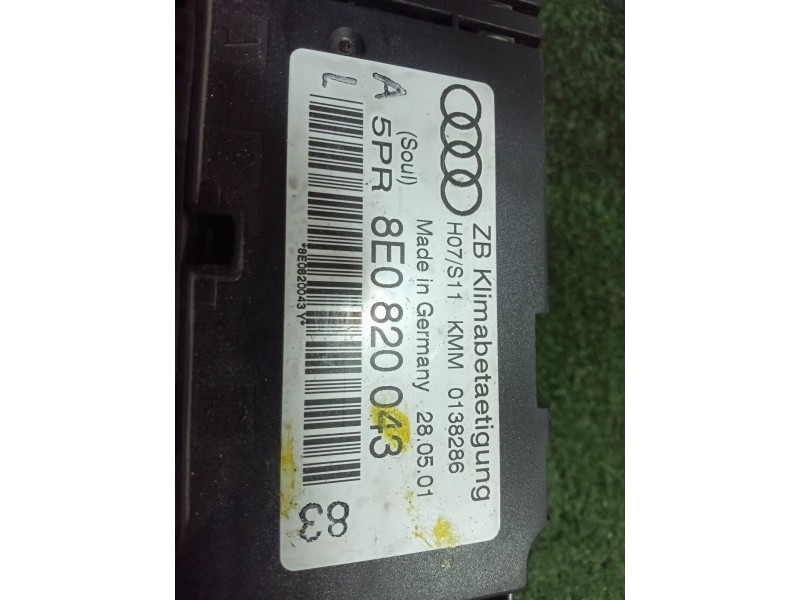 ZB Klimabetaetigung
H07/S11 KMM 0138286
Made in Germany 28.05.01
(Soul)
5PR 8E0 820 043
A
L
*8E0820043Y*
83